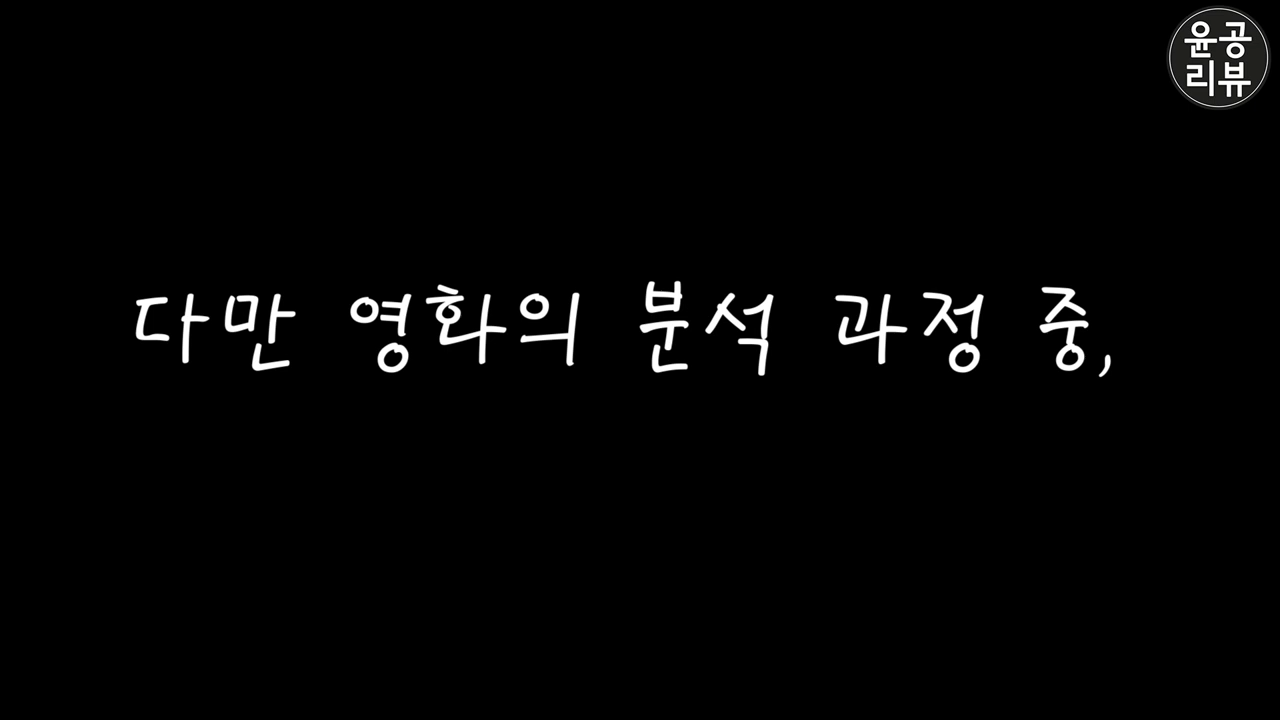 윤공
리뷰
다만 영화의 분석 과정 중,